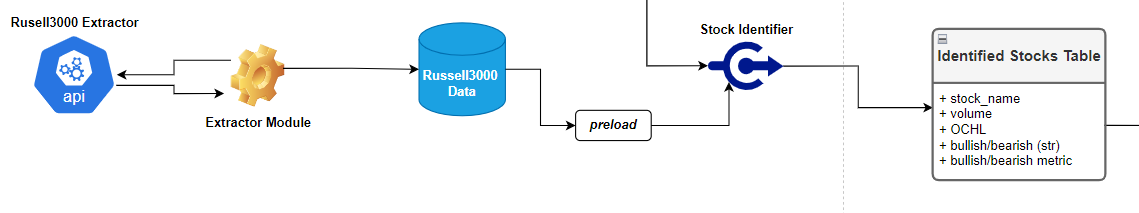 Rusell3000 Extractor
api
Extractor Module
Russell3000
Data
preload
Stock Identifier
Identified Stocks Table
+ stock_name
+ volume
+ OCHL
+ bullish/bearish (str)
+ bullish/bearish metric